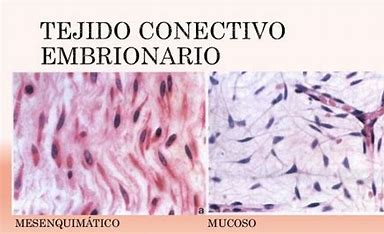 TEJIDO CONECTIVO
EMBRIONARIO
a
MESENQUIMÁTICO
MUCOSO